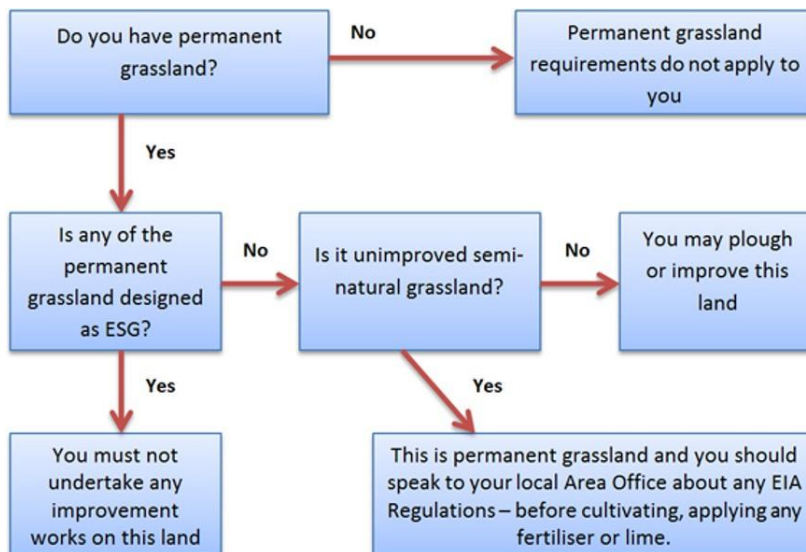 Do you have permanent
grassland?
No
Permanent grassland
requirements do not apply to
you
Yes
Is any of the
permanent
grassland designed
as ESG?
No
Is it unimproved semi-
natural grassland?
No
You may plough
or improve this
land
Yes
Yes
You must not
undertake any
improvement
works on this land
This is permanent grassland and you should
speak to your local Area Office about any EIA
Regulations – before cultivating, applying any
fertiliser or lime.